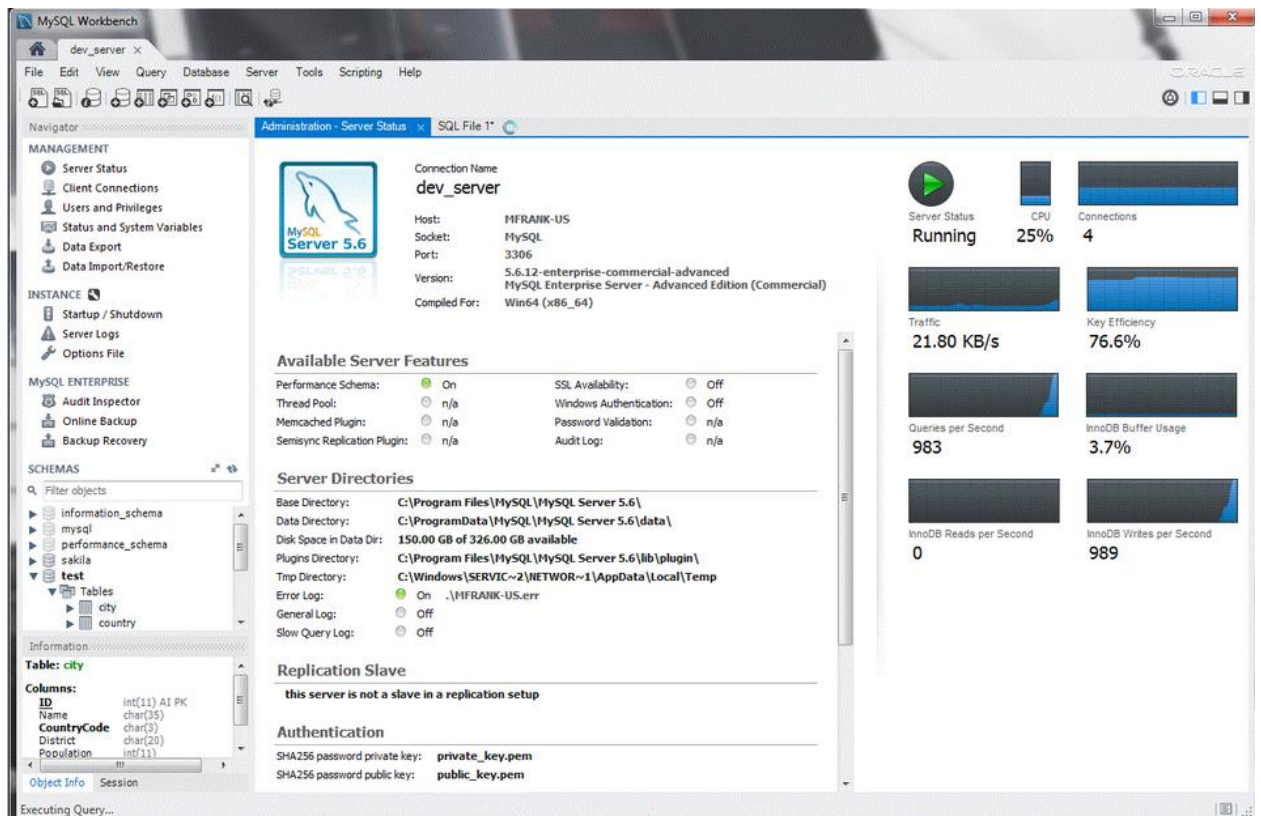 MySQL Workbench
dev_server
File Edit View Query Database Server Tools Scripting Help
ORACLE
Navigator
Administration - Server Status
SQL File 1*
MANAGEMENT
Server Status
Client Connections
Users and Privileges
Status and System Variables
Data Export
Data Import/Restore
INSTANCE
Startup / Shutdown
Server Logs
Options File
MySQL ENTERPRISE
Audit Inspector
Online Backup
Backup Recovery
SCHEMAS
Filter objects
information_schema
mysql
performance_schema
sakila
test
Tables
city
country
Information
Table: city
Columns:
ID int(11) AI PK
Name char(35)
CountryCode char(3)
District char(20)
Population int(11)
Object Info Session
Executing Query...
MySQL
Server 5.6
Connection Name
dev_server
Host: MFRANK-US
Socket: MySQL
Port: 3306
Version: 5.6.12-enterprise-commercial-advanced
MySQL Enterprise Server - Advanced Edition (Commercial)
Compiled For: Win64 (x86_64)
Available Server Features
Performance Schema: On SSL Availability: Off
Thread Pool: n/a Windows Authentication: Off
Memcached Plugin: n/a Password Validation: n/a
Semisync Replication Plugin: n/a Audit Log: n/a
Server Directories
Base Directory: C:\Program Files\MySQL\MySQL Server 5.6\
Data Directory: C:\ProgramData\MySQL\MySQL Server 5.6\data\
Disk Space in Data Dir: 150.00 GB of 326.00 GB available
Plugins Directory: C:\Program Files\MySQL\MySQL Server 5.6\lib\plugin\
Tmp Directory: C:\Windows\SERVIC~2\NETWOR~1\AppData\Local\Temp
Error Log: On .\MFRANK-US.err
General Log: Off
Slow Query Log: Off
Replication Slave
this server is not a slave in a replication setup
Authentication
SHA256 password private key: private_key.pem
SHA256 password public key: public_key.pem
Server Status CPU Connections
Running 25% 4
Traffic Key Efficiency
21.80 KB/s 76.6%
Queries per Second InnoDB Buffer Usage
983 3.7%
InnoDB Reads per Second InnoDB Writes per Second
0 989